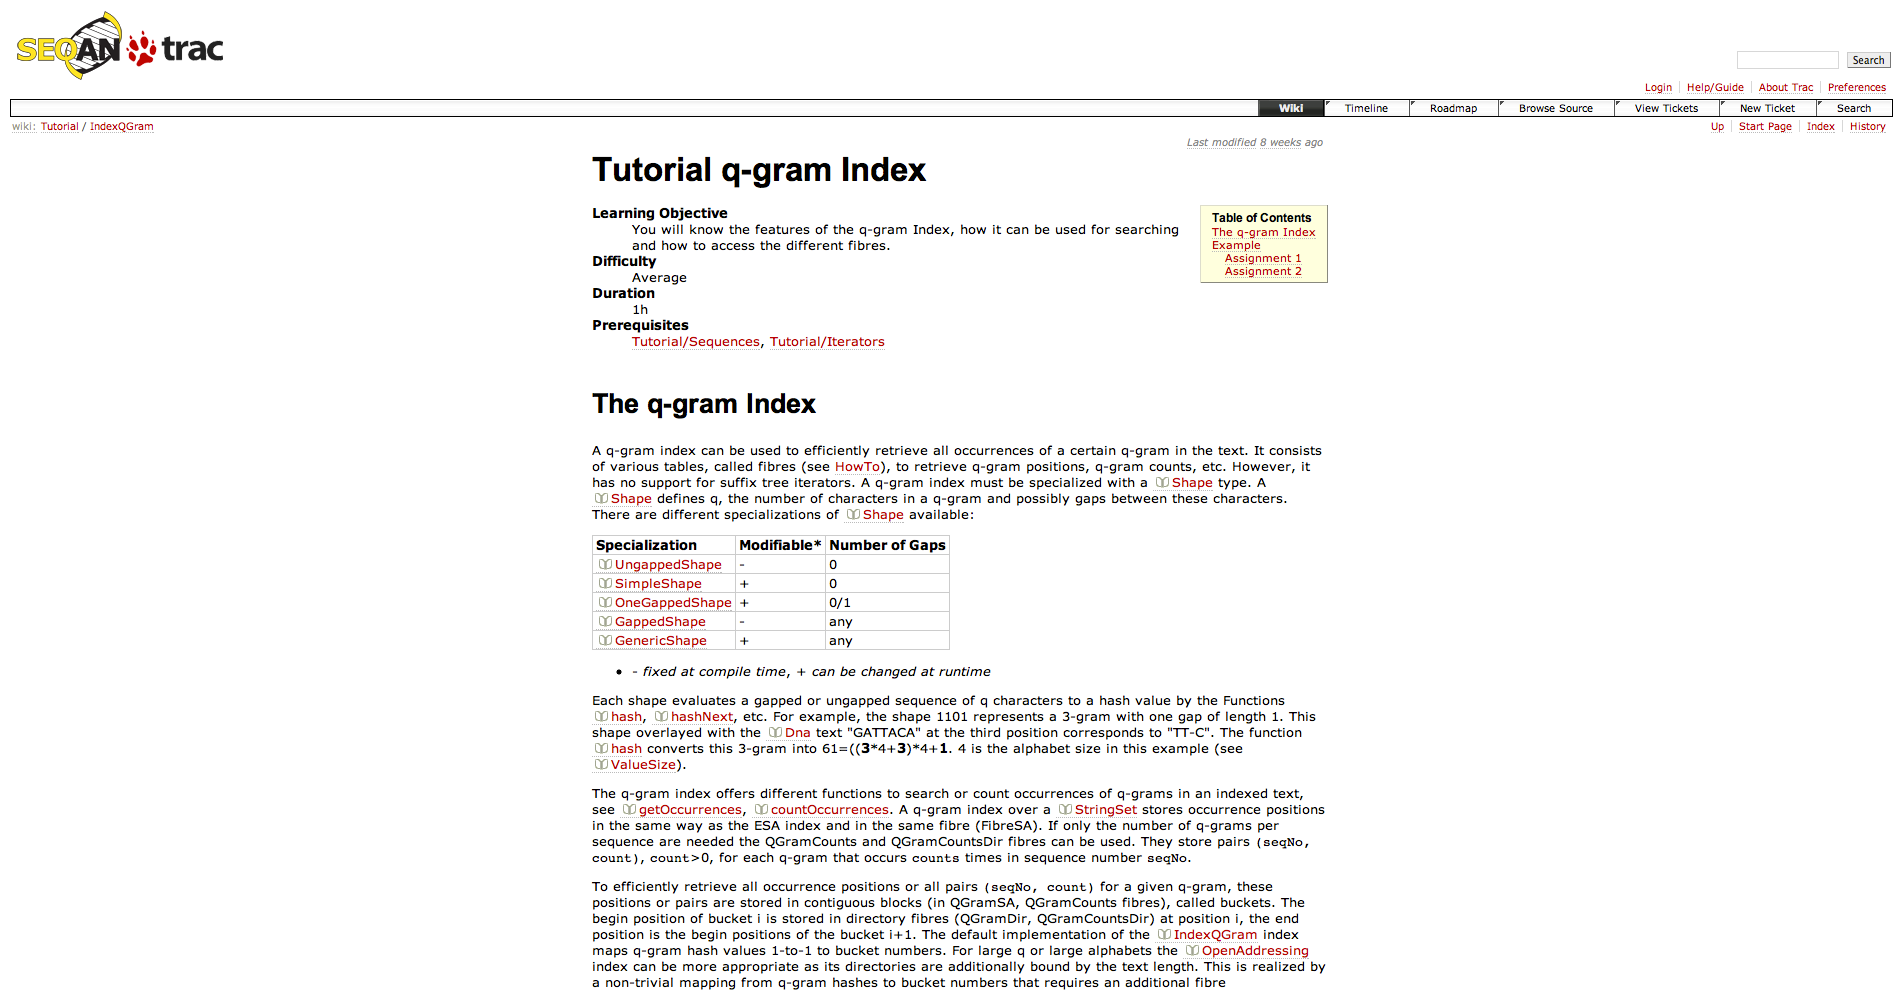 SEQAN trac
Search
Login Help/Guide About Trac Preferences
Wiki Timeline Roadmap Browse Source View Tickets New Ticket Search
wiki: Tutorial / IndexQGram
Up Start Page Index History
Last modified 8 weeks ago
Tutorial q-gram Index
Learning Objective
You will know the features of the q-gram Index, how it can be used for searching
and how to access the different fibres.
Difficulty
Average
Duration
1h
Prerequisites
Tutorial/Sequences, Tutorial/Iterators
Table of Contents
The q-gram Index
Example
Assignment 1
Assignment 2
The q-gram Index
A q-gram index can be used to efficiently retrieve all occurrences of a certain q-gram in the text. It consists
of various tables, called fibres (see HowTo), to retrieve q-gram positions, q-gram counts, etc. However, it
has no support for suffix tree iterators. A q-gram index must be specialized with a Shape type. A
Shape defines q, the number of characters in a q-gram and possibly gaps between these characters.
There are different specializations of Shape available:
Specialization Modifiable* Number of Gaps
UngappedShape - 0
SimpleShape + 0
OneGappedShape + 0/1
GappedShape - any
GenericShape + any
• - fixed at compile time, + can be changed at runtime
Each shape evaluates a gapped or ungapped sequence of q characters to a hash value by the Functions
hash, hashNext, etc. For example, the shape 1101 represents a 3-gram with one gap of length 1. This
shape overlayed with the Dna text "GATTACA" at the third position corresponds to "TT-C". The function
hash converts this 3-gram into 61=((3*4+3)*4+1. 4 is the alphabet size in this example (see
ValueSize).
The q-gram index offers different functions to search or count occurrences of q-grams in an indexed text,
see getOccurrences, countOccurrences. A q-gram index over a StringSet stores occurrence positions
in the same way as the ESA index and in the same fibre (FibreSA). If only the number of q-grams per
sequence are needed the QGramCounts and QGramCountsDir fibres can be used. They store pairs (seqNo,
count), count>0, for each q-gram that occurs counts times in sequence number seqNo.
To efficiently retrieve all occurrence positions or all pairs (seqNo, count) for a given q-gram, these
positions or pairs are stored in contiguous blocks (in QGramSA, QGramCounts fibres), called buckets. The
begin position of bucket i is stored in directory fibres (QGramDir, QGramCountsDir) at position i, the end
position is the begin positions of the bucket i+1. The default implementation of the IndexQGram index
maps q-gram hash values 1-to-1 to bucket numbers. For large q or large alphabets the OpenAddressing
index can be more appropriate as its directories are additionally bound by the text length. This is realized by
a non-trivial mapping from q-gram hashes to bucket numbers that requires an additional fibre